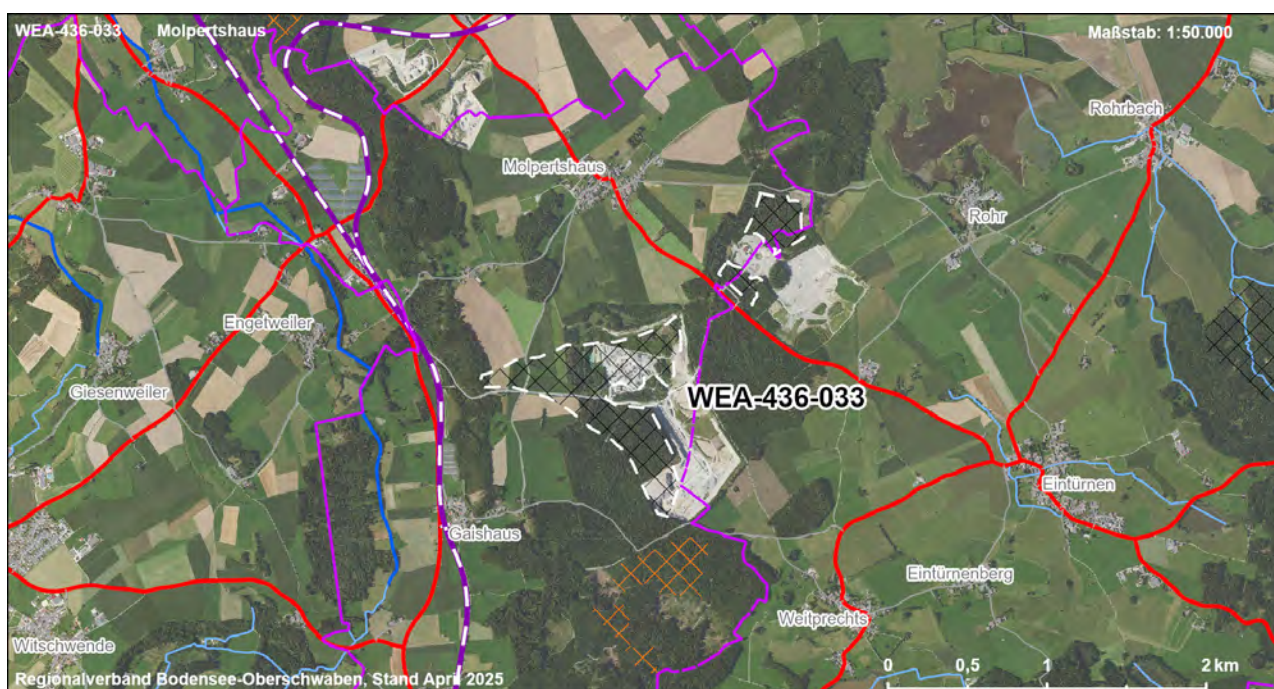 WEA-436-033 Molpertshaus
Maßstab: 1:50.000
Rohrbach
Molpertshaus
Rohr
Engetweiler
Giesenweiler
WEA-436-033
Eintürnen
Gaishaus
Eintürnenberg
Weitprechts
Witschwende
0 0,5 1 2 km
Regionalverband Bodensee-Oberschwaben, Stand April 2025